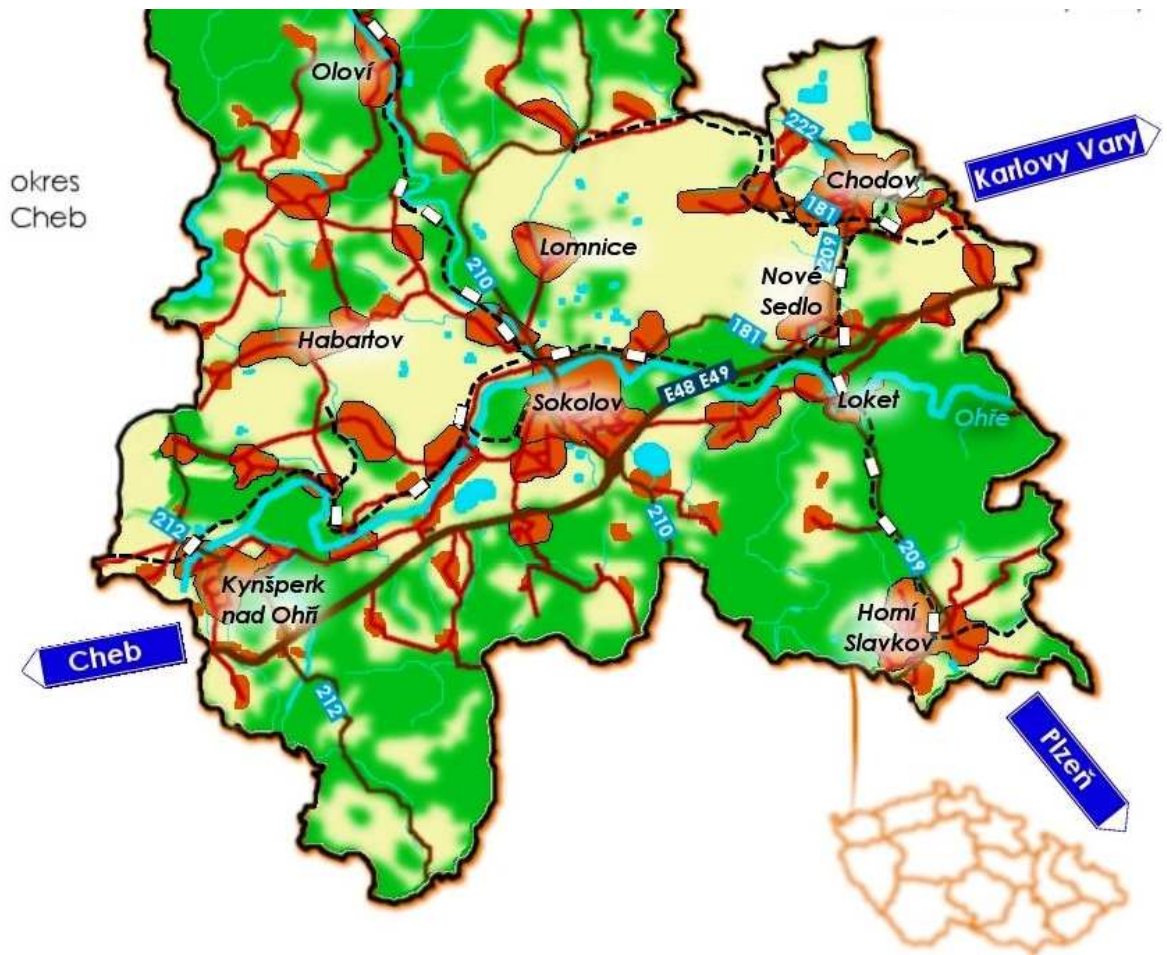 Oloví
222
Karlovy Vary
okres
Cheb
Chodov
181
209
Lomnice
210
Nové
Sedlo
181
Habartov
E48 E49
Sokolov
Loket
Ohře
212
210
209
Kynšperk
nad Ohří
Horní
Slavkov
Cheb
212
Plzeň